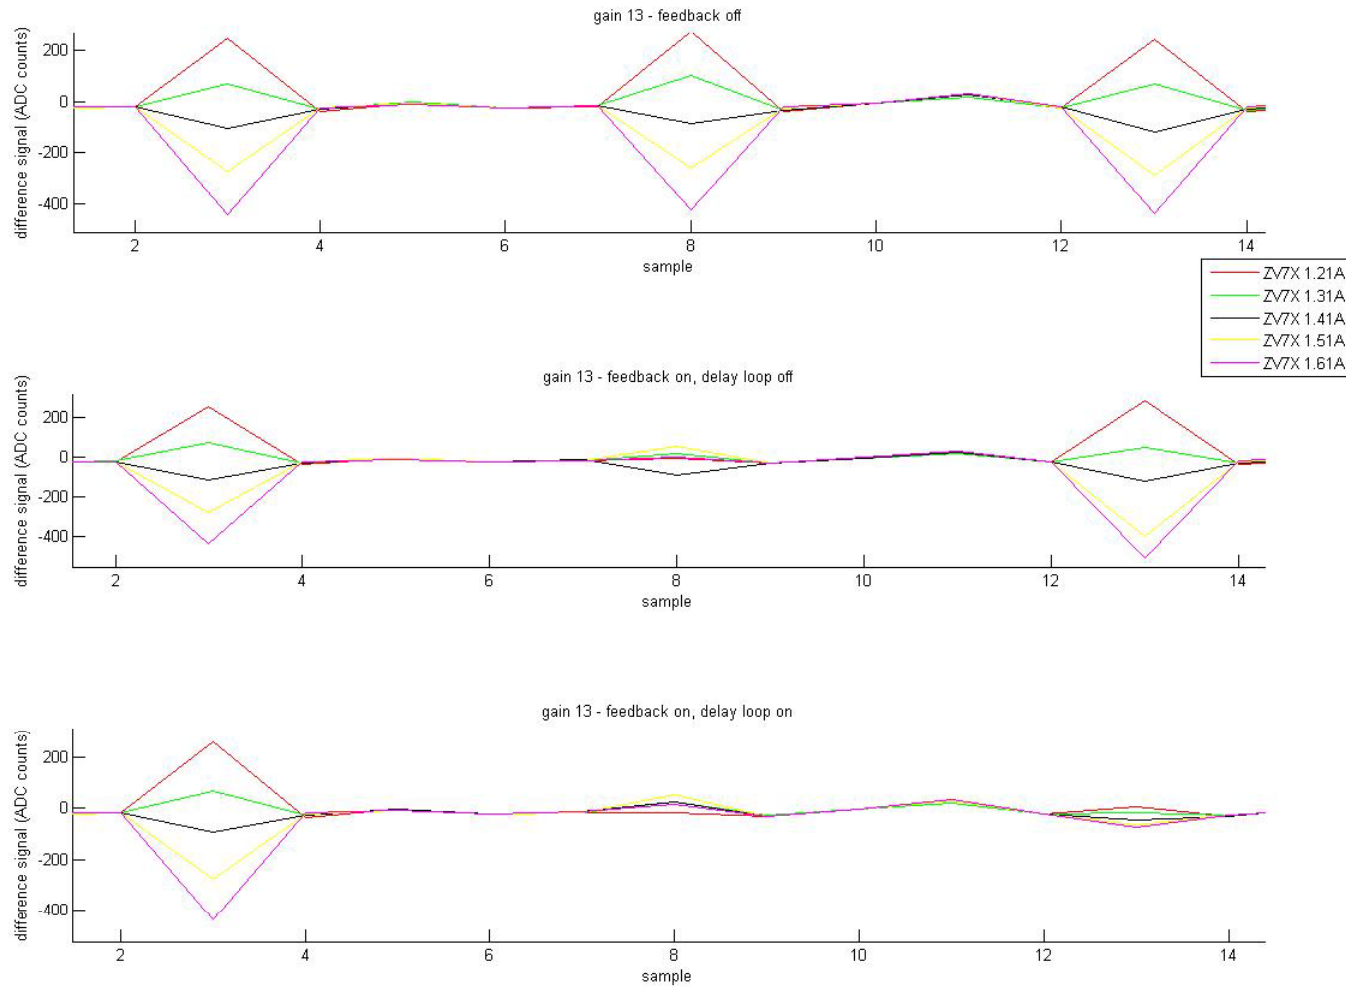 gain 13 - feedback off
difference signal (ADC counts)
200
0
-200
-400
2 4 6 8 10 12 14
sample
ZV7X 1.21A
ZV7X 1.31A
ZV7X 1.41A
ZV7X 1.51A
ZV7X 1.61A
gain 13 - feedback on, delay loop off
difference signal (ADC counts)
200
0
-200
-400
2 4 6 8 10 12 14
sample
gain 13 - feedback on, delay loop on
difference signal (ADC counts)
200
0
-200
-400
2 4 6 8 10 12 14
sample